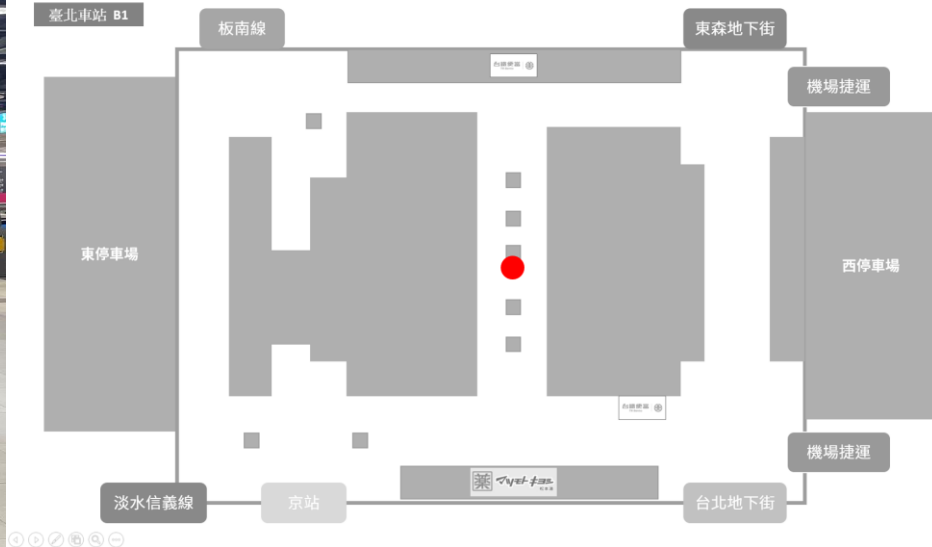 臺北車站 B1
板南線
東森地下街
台鐵便當
機場捷運
東停車場
西停車場
台鐵便當
機場捷運
薬 マツモトキヨシ
淡水信義線
京站
台北地下街